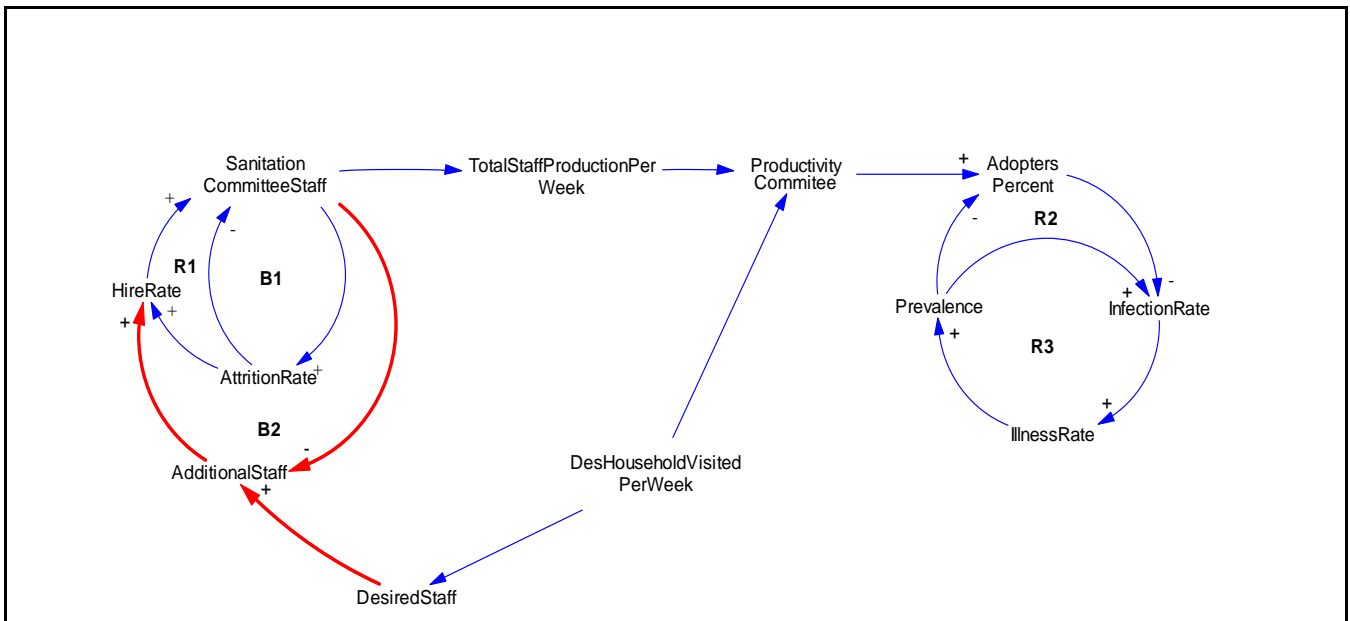 Sanitation
CommitteeStaff
TotalStaffProductionPer
Week
Productivity
Commitee
+
Adopters
Percent
+
-
-
R2
R1
B1
HireRate
+
+
Prevalence
+
-
InfectionRate
+
R3
AttritionRate
+
+
B2
-
IllnessRate
AdditionalStaff
+
DesHouseholdVisited
PerWeek
DesiredStaff